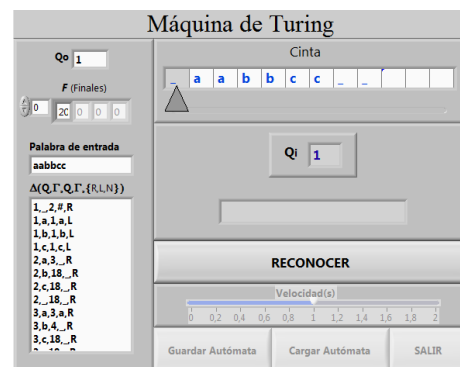 Máquina de Turing
Qo 1
F (Finales)
0 20 0 0 0
Palabra de entrada
aabbcc
Δ(Q,Γ,Q,Γ,{R,L,N})
1,_,2,#,R
1,a,1,a,L
1,b,1,b,L
1,c,1,c,L
2,a,3,_,R
2,b,18,_,R
2,c,18,_,R
2,_,18,_,R
3,a,3,a,R
3,b,4,_,R
3,c,18,_,R
Cinta
_ a a b b c c _ _
Qi 1
RECONOCER
Velocidad(s)
0 0,2 0,4 0,6 0,8 1 1,2 1,4 1,6 1,8 2
Guardar Autómata Cargar Autómata SALIR